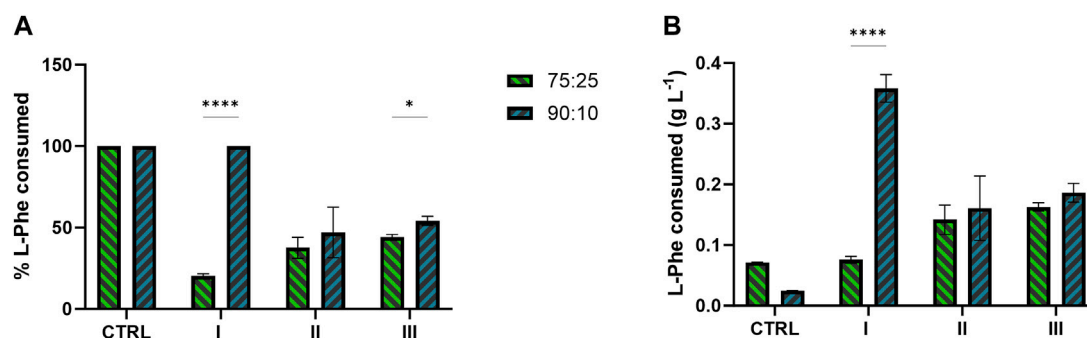 A
% L-Phe consumed
150
100
50
0
****
*
CTRL I II III
75:25
90:10
B
L-Phe consumed (g L-1)
0.4
0.3
0.2
0.1
0.0
****
CTRL I II III